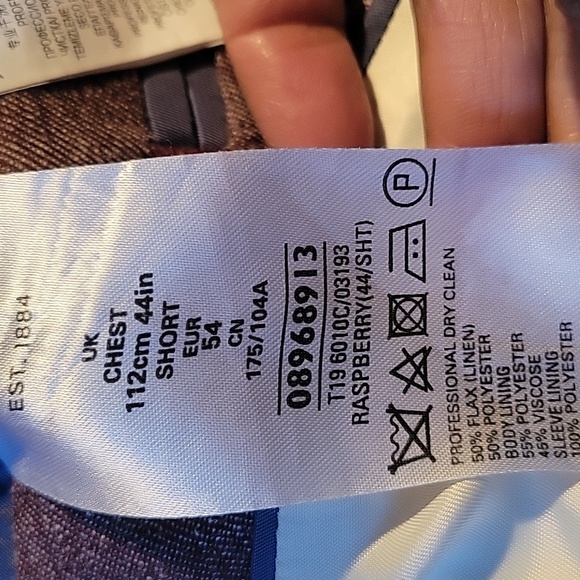 EST. 1884
UK
CHEST
112cm 44in
SHORT
EUR
54
CN
175/104A
08968913
T19 6010C/03193
RASPBERRY(44/SHT)
P
PROFESSIONAL DRY CLEAN
50% FLAX (LINEN)
50% POLYESTER
BODY LINING
55% POLYESTER
45% VISCOSE
SLEEVE LINING
100% POLYESTER